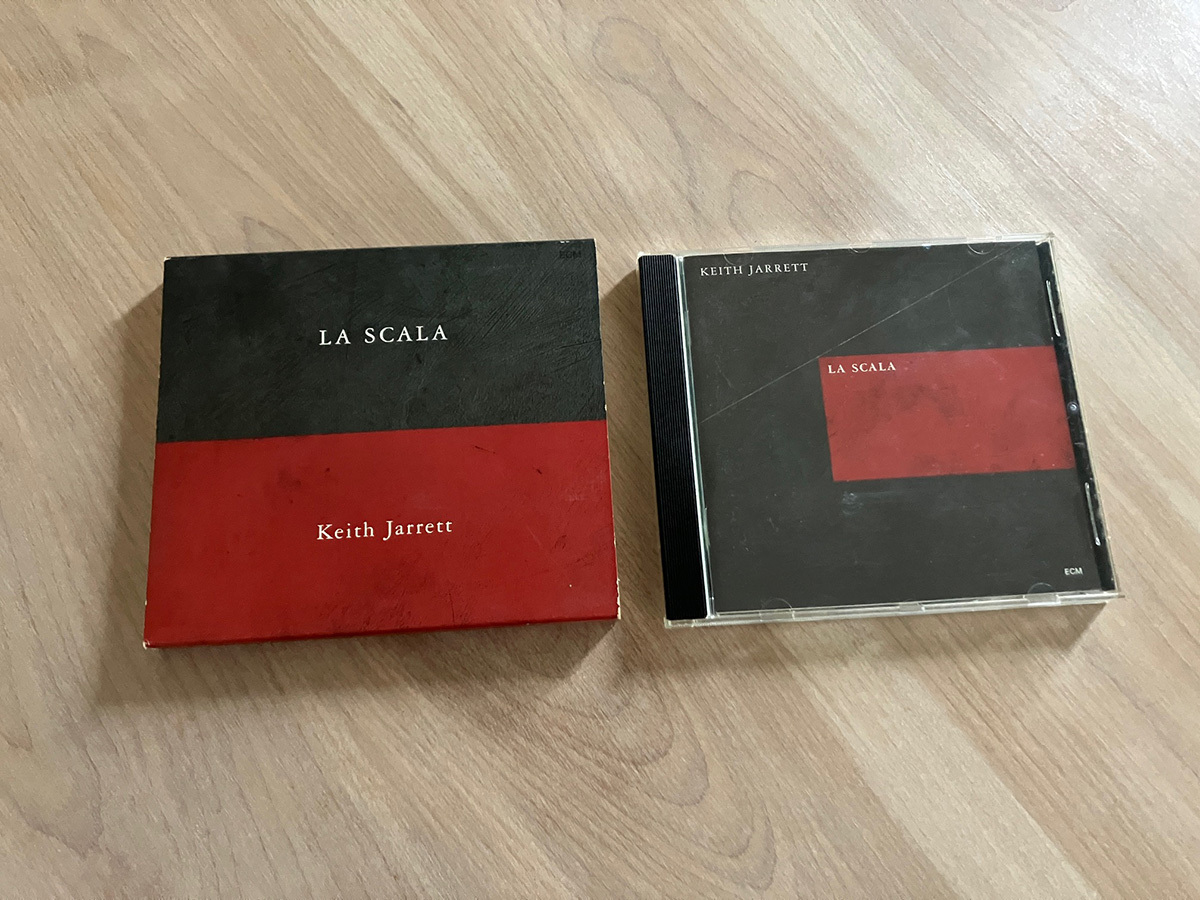 ECM
LA SCALA
Keith Jarrett
KEITH JARRETT
LA SCALA
ECM